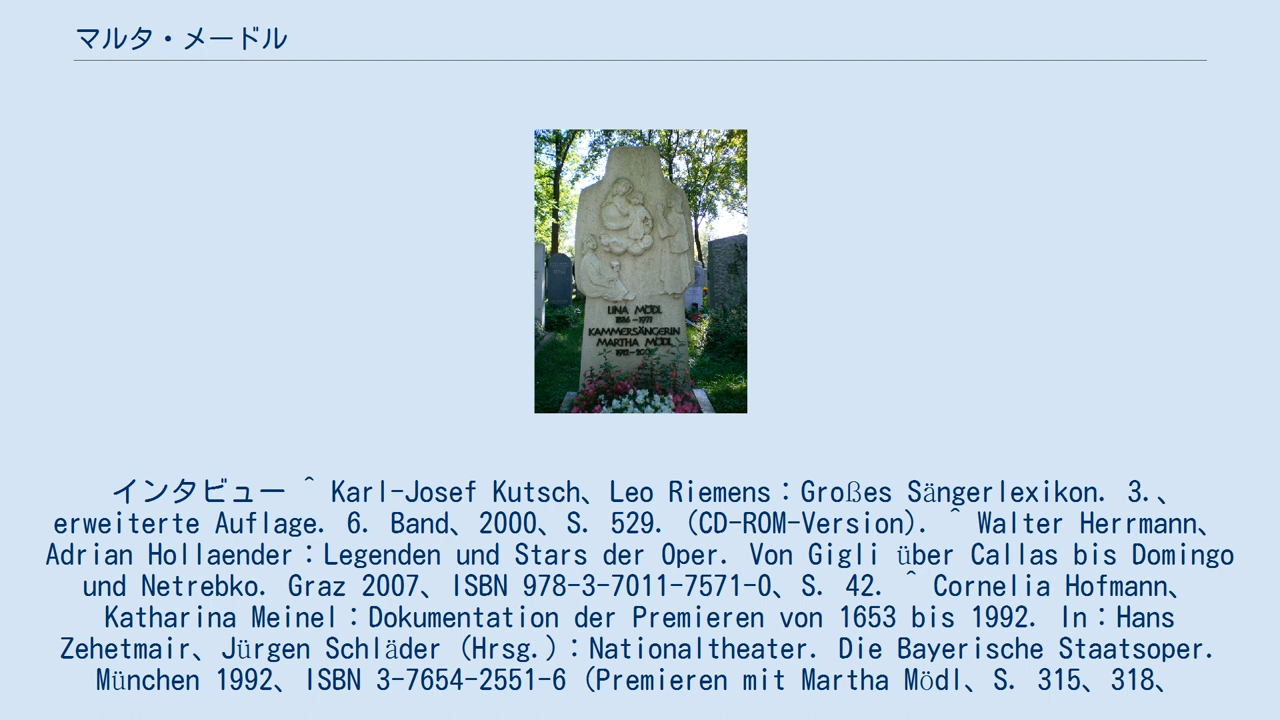 マルタ・メードル
LINA MÖDL
1886–1971
KAMMERSÄNGERIN
MARTHA MÖDL
インタビュー ^ Karl-Josef Kutsch、Leo Riemens：Großes Sängerlexikon. 3.、
erweiterte Auflage. 6. Band、2000、S. 529. (CD-ROM-Version). ^ Walter Herrmann、
Adrian Hollaender：Legenden und Stars der Oper. Von Gigli über Callas bis Domingo
und Netrebko. Graz 2007、ISBN 978-3-7011-7571-0、S. 42. ^ Cornelia Hofmann、
Katharina Meinel：Dokumentation der Premieren von 1653 bis 1992. In：Hans
Zehetmair、Jürgen Schläder (Hrsg.)：Nationaltheater. Die Bayerische Staatsoper.
München 1992、ISBN 3-7654-2551-6 (Premieren mit Martha Mödl、S. 315、318、